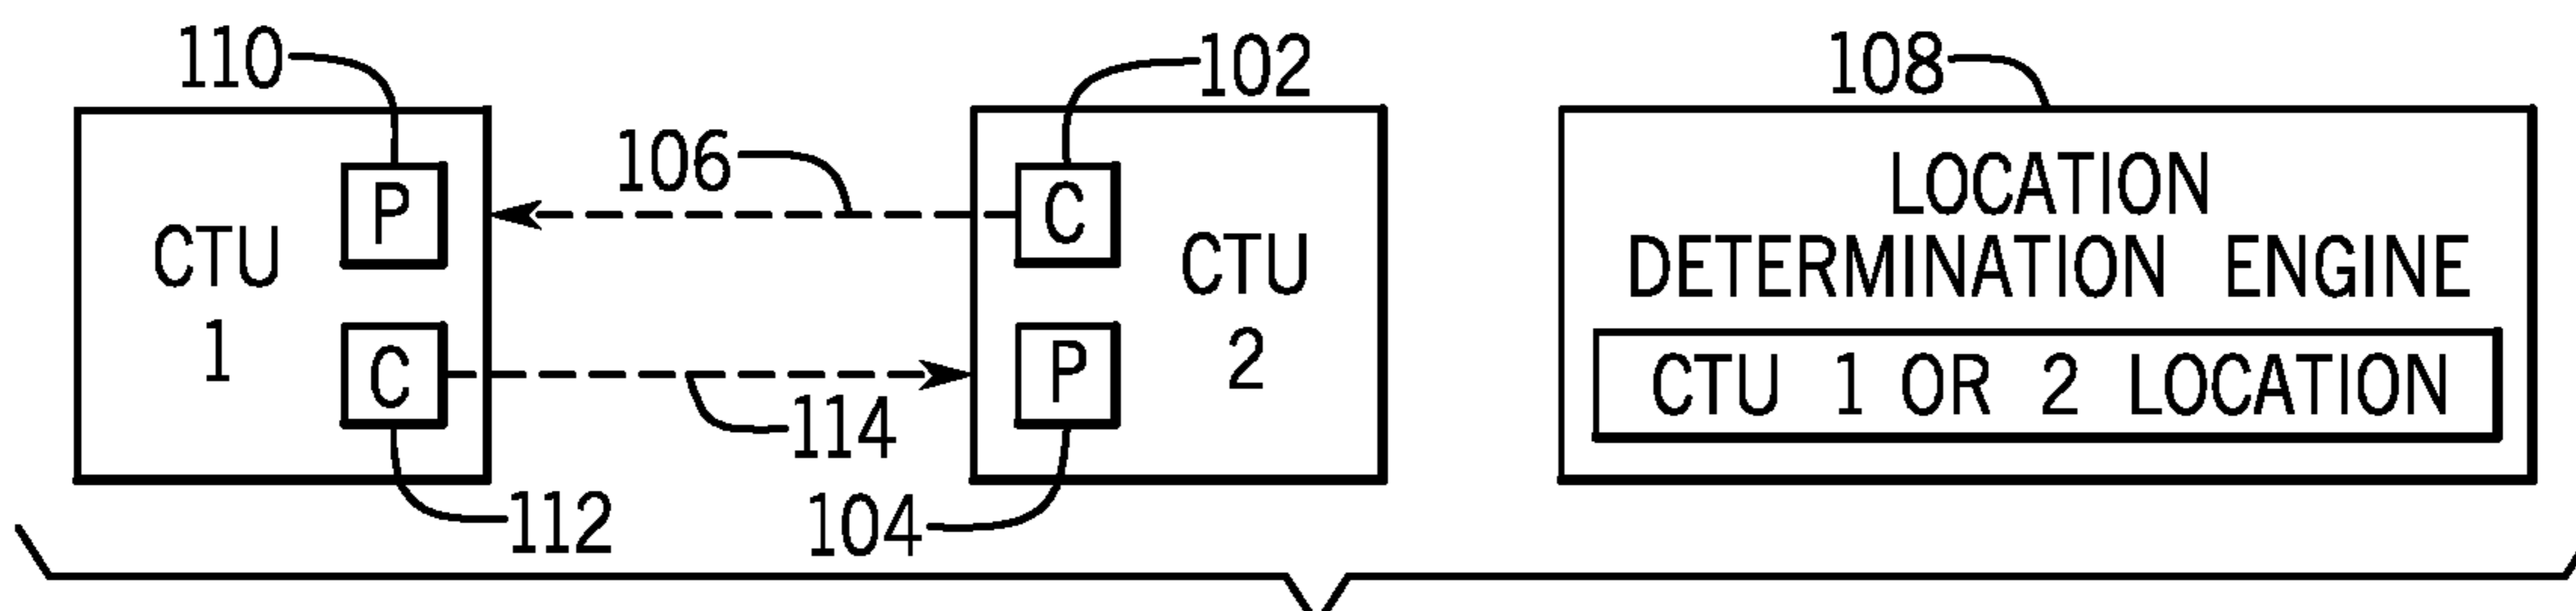 110
102
108
106
P
C
LOCATION
DETERMINATION ENGINE
CTU
1
CTU
2
C
P
CTU 1 OR 2 LOCATION
114
112
104